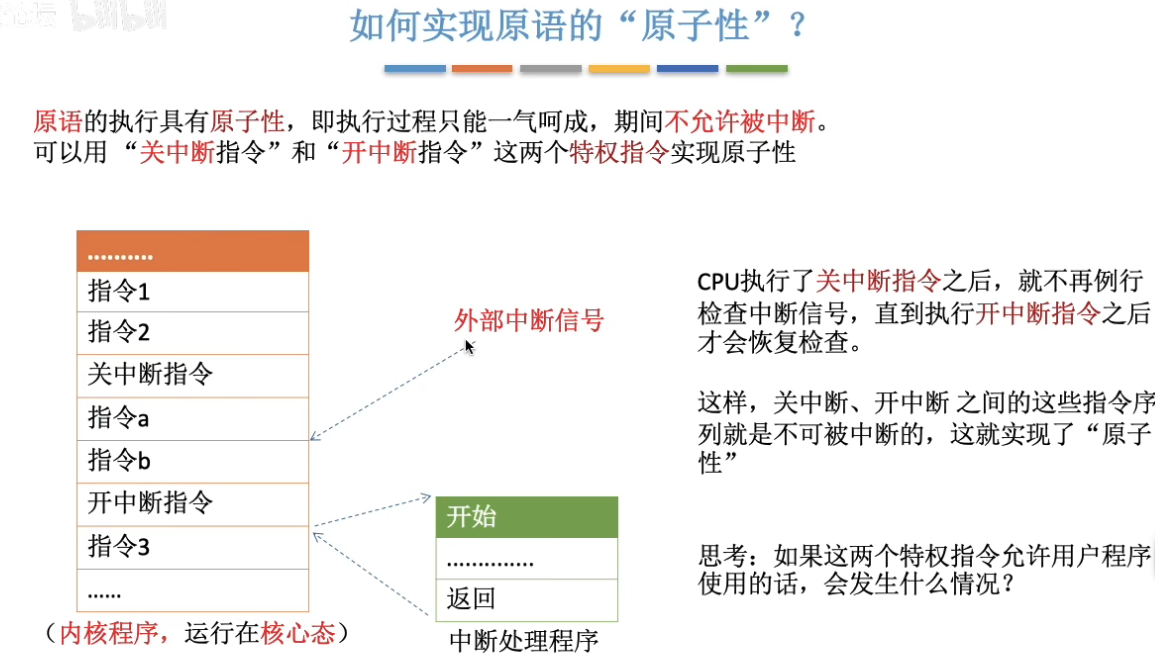 如何实现原语的“原子性”？
原语的执行具有原子性，即执行过程只能一气呵成，期间不允许被中断。
可以用 “关中断指令”和“开中断指令”这两个特权指令实现原子性
..........
指令1
指令2
关中断指令
指令a
指令b
开中断指令
指令3
......
（内核程序，运行在核心态）
外部中断信号
开始
..............
返回
中断处理程序
CPU执行了关中断指令之后，就不再例行
检查中断信号，直到执行开中断指令之后
才会恢复检查。
这样，关中断、开中断 之间的这些指令序
列就是不可被中断的，这就实现了“原子
性”
思考：如果这两个特权指令允许用户程序
使用的话，会发生什么情况？
bilibili